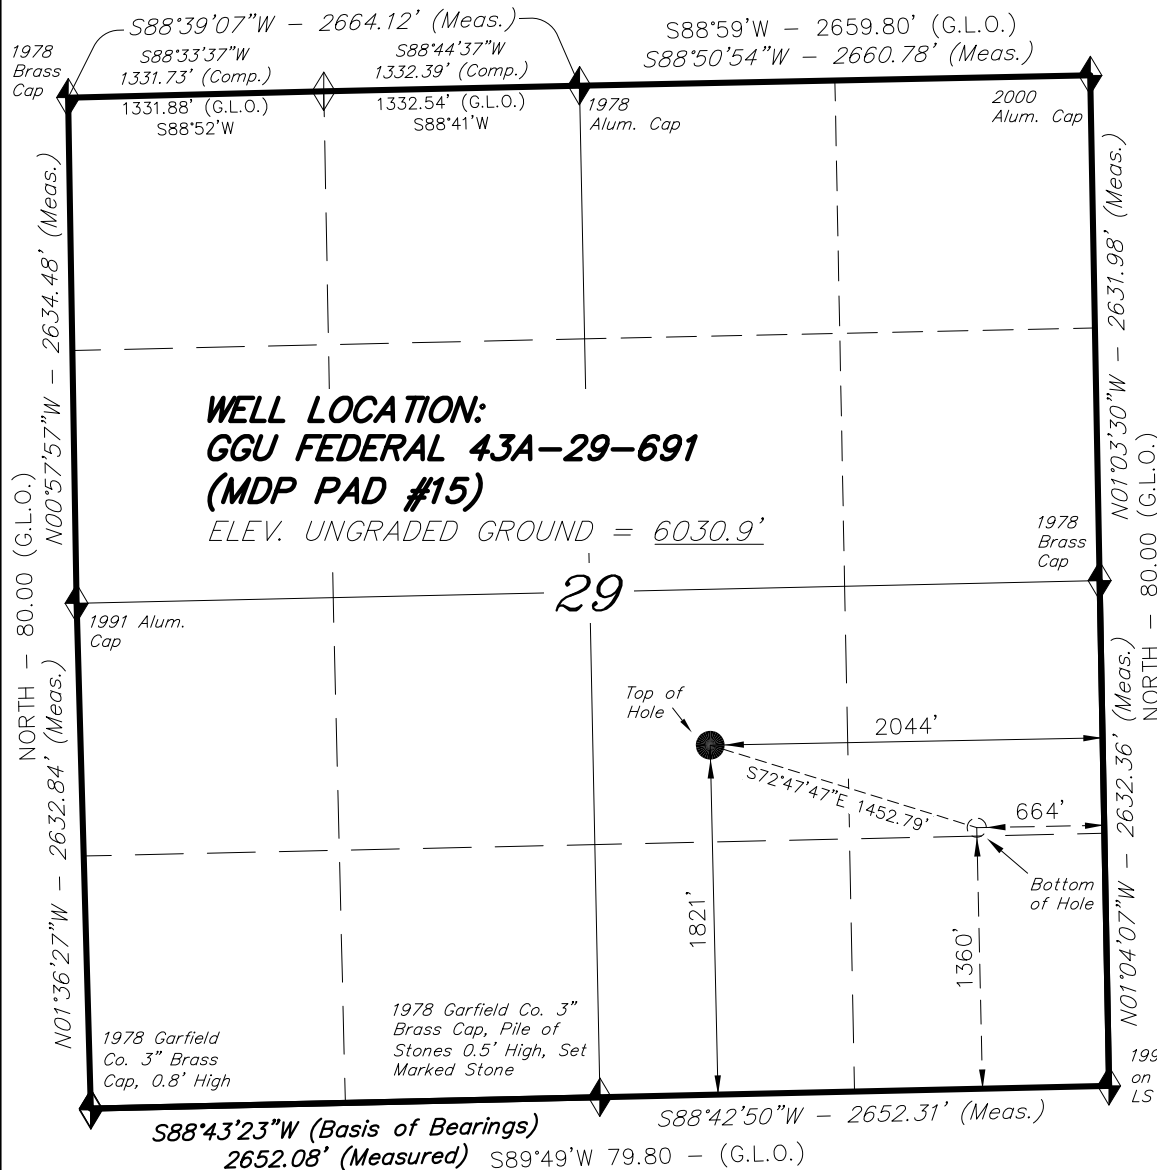 S88°39'07"W - 2664.12' (Meas.)
S88°59'W - 2659.80' (G.L.O.)
S88°50'54"W - 2660.78' (Meas.)
1978
Brass
Cap
S88°33'37"W
1331.73' (Comp.)
S88°44'37"W
1332.39' (Comp.)
1331.88' (G.L.O.)
S88°52'W
1332.54' (G.L.O.)
S88°41'W
1978
Alum. Cap
2000
Alum. Cap
N00°57'57"W - 2634.48' (Meas.)
N01°03'30"W - 2631.98' (Meas.)
WELL LOCATION:
GGU FEDERAL 43A-29-691
(MDP PAD #15)
ELEV. UNGRADED GROUND = 6030.9'
NORTH - 80.00 (G.L.O.)
NORTH - 80.00 (G.L.O.)
1978
Brass
Cap
29
1991 Alum.
Cap
Top of
Hole
2044'
S72°47'47"E 1452.79'
664'
Bottom
of Hole
1821'
1360'
N01°36'27"W - 2632.84' (Meas.)
N01°04'07"W - 2632.36' (Meas.)
1978 Garfield
Co. 3" Brass
Cap, 0.8' High
1978 Garfield Co. 3"
Brass Cap, Pile of
Stones 0.5' High, Set
Marked Stone
199
on
LS
S88°43'23"W (Basis of Bearings)
2652.08' (Measured)
S88°42'50"W - 2652.31' (Meas.)
S89°49'W 79.80 - (G.L.O.)